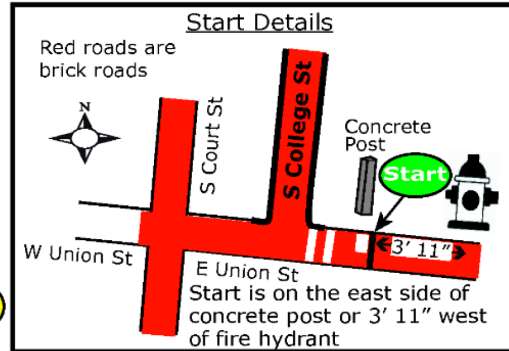 Start Details
Red roads are
brick roads
N
S Court St
S College St
Concrete
Post
Start
3' 11"
W Union St
E Union St
Start is on the east side of
concrete post or 3' 11" west
of fire hydrant